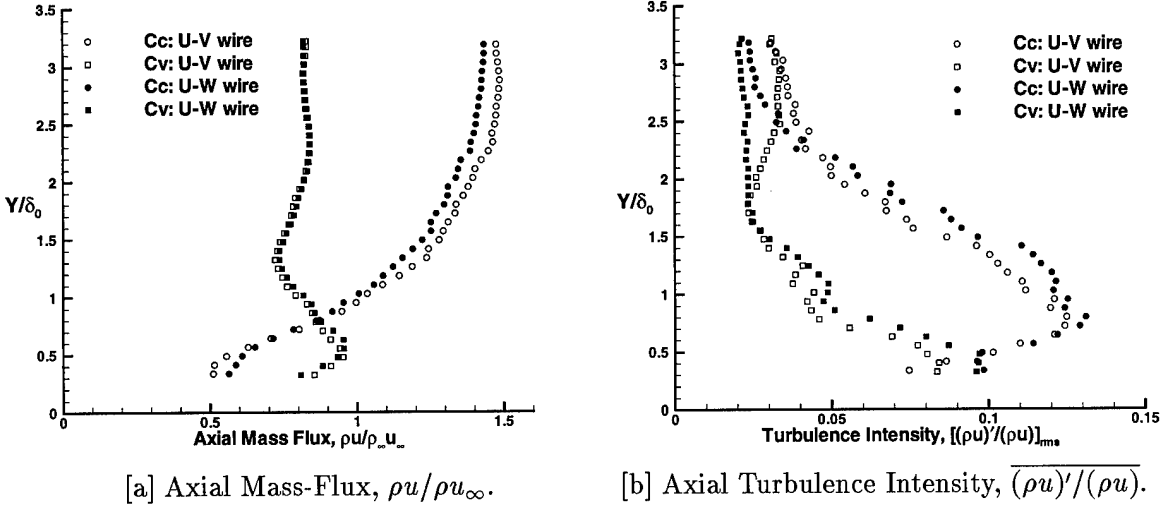 3.5
3
2.5
2
1.5
1
0.5
0
Y/δ₀
0
0.5
1
1.5
Axial Mass Flux, ρu/ρ∞u∞
Cc: U-V wire
Cv: U-V wire
Cc: U-W wire
Cv: U-W wire
[a] Axial Mass-Flux, ρu/ρu∞.
3.5
3
2.5
2
1.5
1
0.5
0
Y/δ₀
0
0.05
0.1
0.15
Turbulence Intensity, [(ρu)'/(ρu)]rms
Cc: U-V wire
Cv: U-V wire
Cc: U-W wire
Cv: U-W wire
[b] Axial Turbulence Intensity, (ρu)′/(ρu).